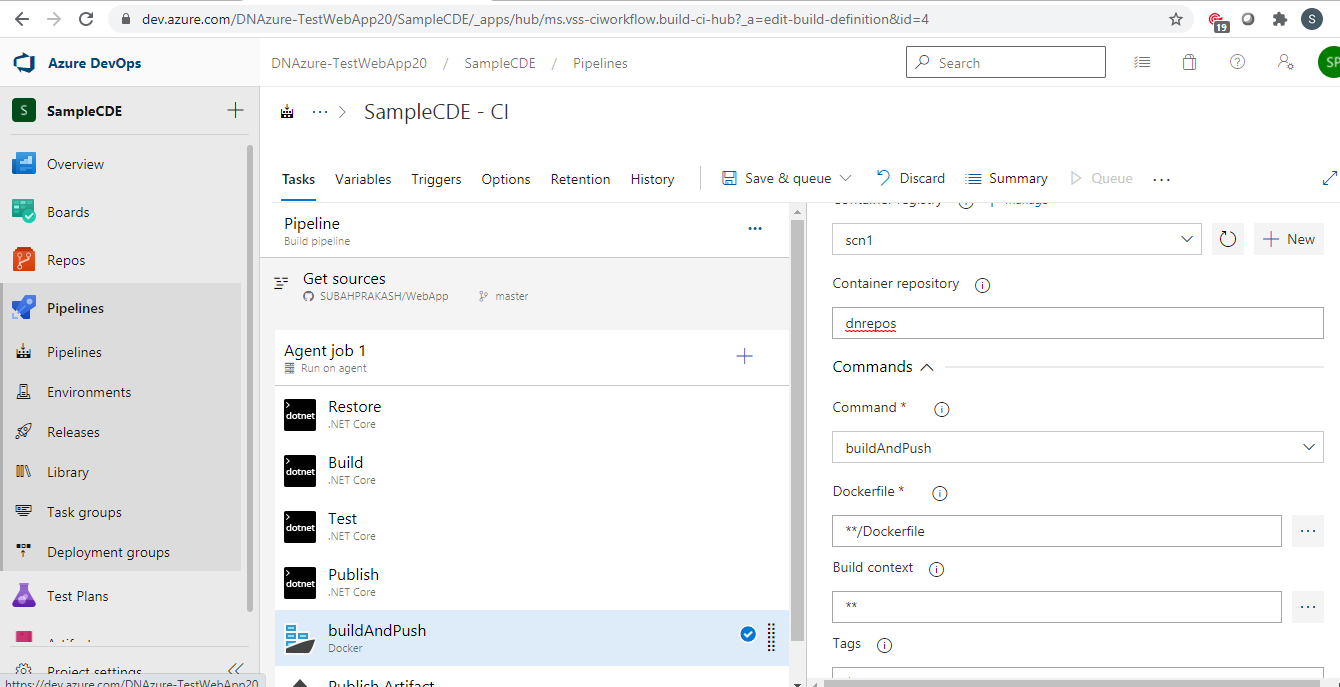 dev.azure.com/DNAzure-TestWebApp20/SampleCDE/_apps/hub/ms.vss-ciworkflow.build-ci-hub?_a=edit-build-definition&id=4
19
S
Azure DevOps
DNAzure-TestWebApp20 / SampleCDE / Pipelines
Search
SP
S SampleCDE
Overview
Boards
Repos
Pipelines
Pipelines
Environments
Releases
Library
Task groups
Deployment groups
Test Plans
Artifacts
Project settings
https://dev.azure.com/DNAzure-TestWebApp20
... > SampleCDE - CI
Tasks Variables Triggers Options Retention History
Save & queue Discard Summary Queue ...
Pipeline
Build pipeline
Get sources
SUBAHPRAKASH/WebApp master
Agent job 1
Run on agent
dotnet Restore
.NET Core
dotnet Build
.NET Core
dotnet Test
.NET Core
dotnet Publish
.NET Core
buildAndPush
Docker
Publish Artifact
Container registry Manage
scn1
New
Container repository
dnrepos
Commands
Command *
buildAndPush
Dockerfile *
**/Dockerfile
Build context
**
Tags